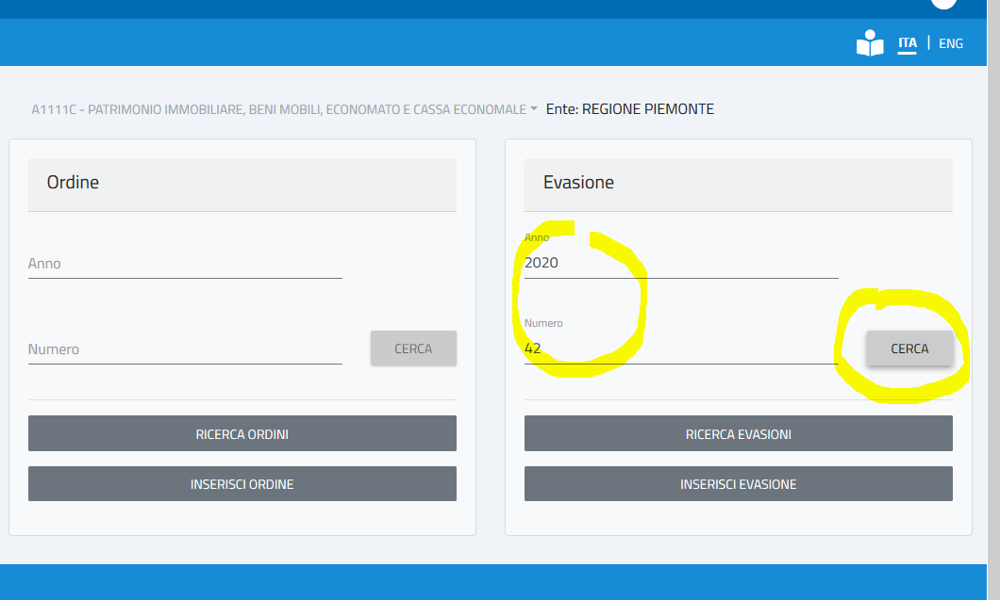 ITA | ENG
A1111C - PATRIMONIO IMMOBILIARE, BENI MOBILI, ECONOMATO E CASSA ECONOMALE Ente: REGIONE PIEMONTE
Ordine
Anno
Numero
CERCA
RICERCA ORDINI
INSERISCI ORDINE
Evasione
Anno
2020
Numero
42
CERCA
RICERCA EVASIONI
INSERISCI EVASIONE